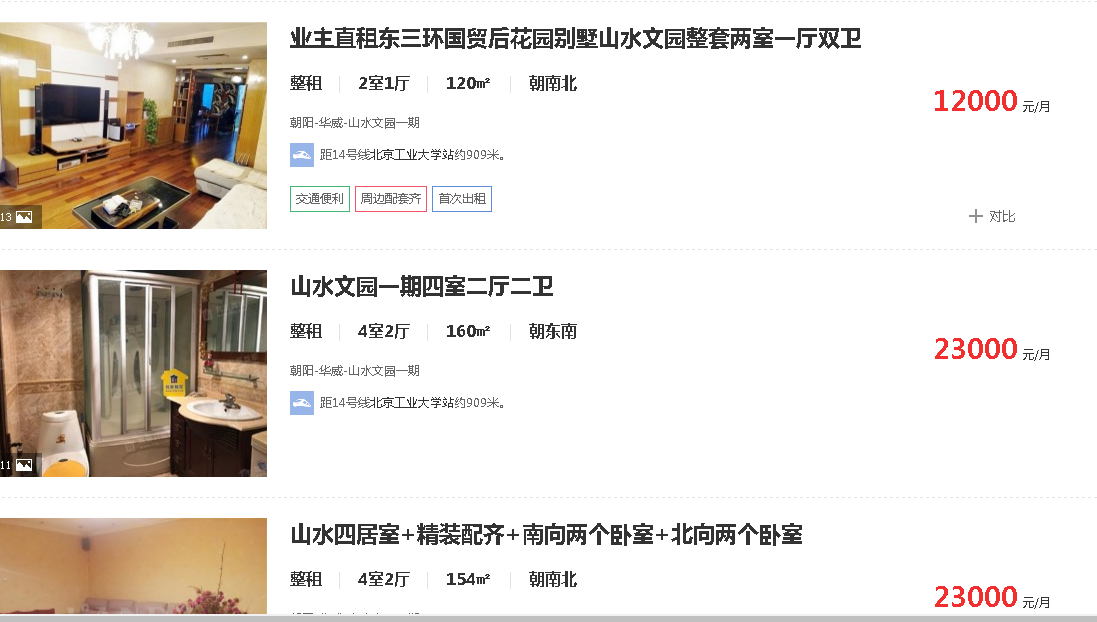 业主直租东三环国贸后花园别墅山水文园整套两室一厅双卫
整租 2室1厅 120m² 朝南北
12000 元/月
朝阳-华威-山水文园一期
距14号线北京工业大学站约909米。
交通便利 周边配套齐 首次出租
13
对比
山水文园一期四室二厅二卫
整租 4室2厅 160m² 朝东南
23000 元/月
朝阳-华威-山水文园一期
距14号线北京工业大学站约909米。
11
山水四居室+精装配齐+南向两个卧室+北向两个卧室
整租 4室2厅 154m² 朝南北
23000 元/月